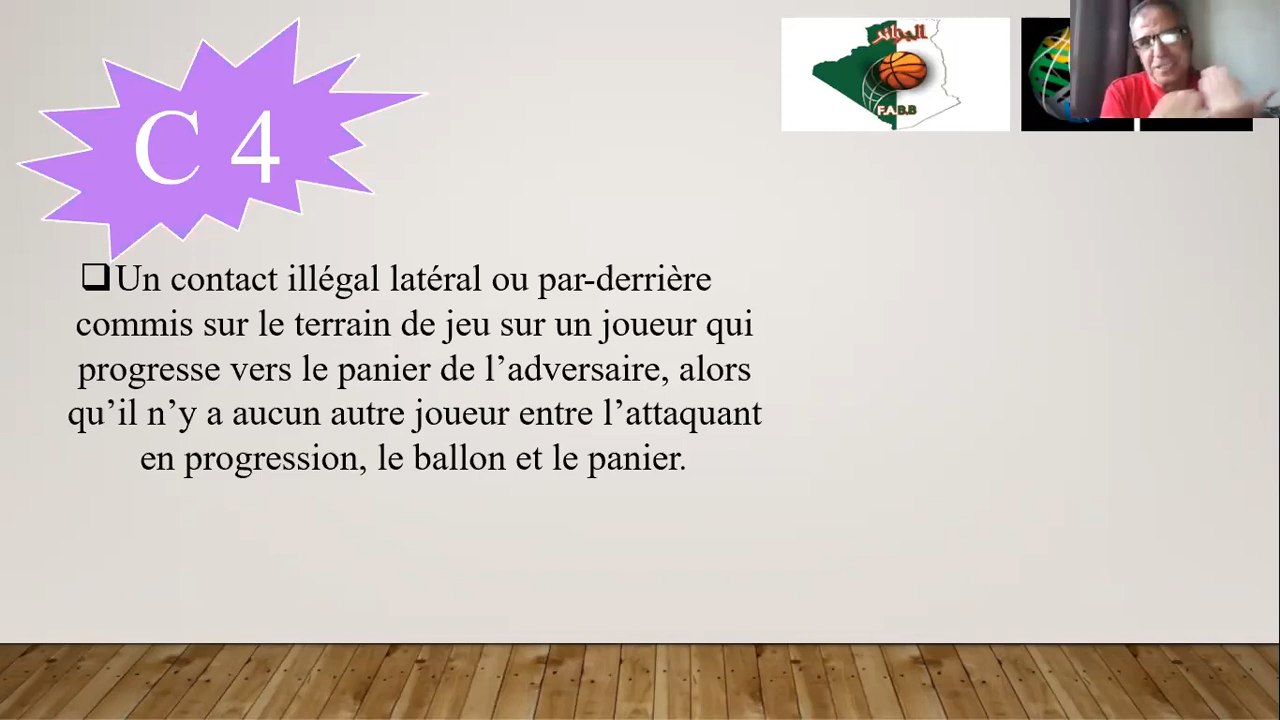 الجزائر
F.A.B.B
C 4
❑Un contact illégal latéral ou par-derrière
commis sur le terrain de jeu sur un joueur qui
progresse vers le panier de l’adversaire, alors
qu’il n’y a aucun autre joueur entre l’attaquant
en progression, le ballon et le panier.